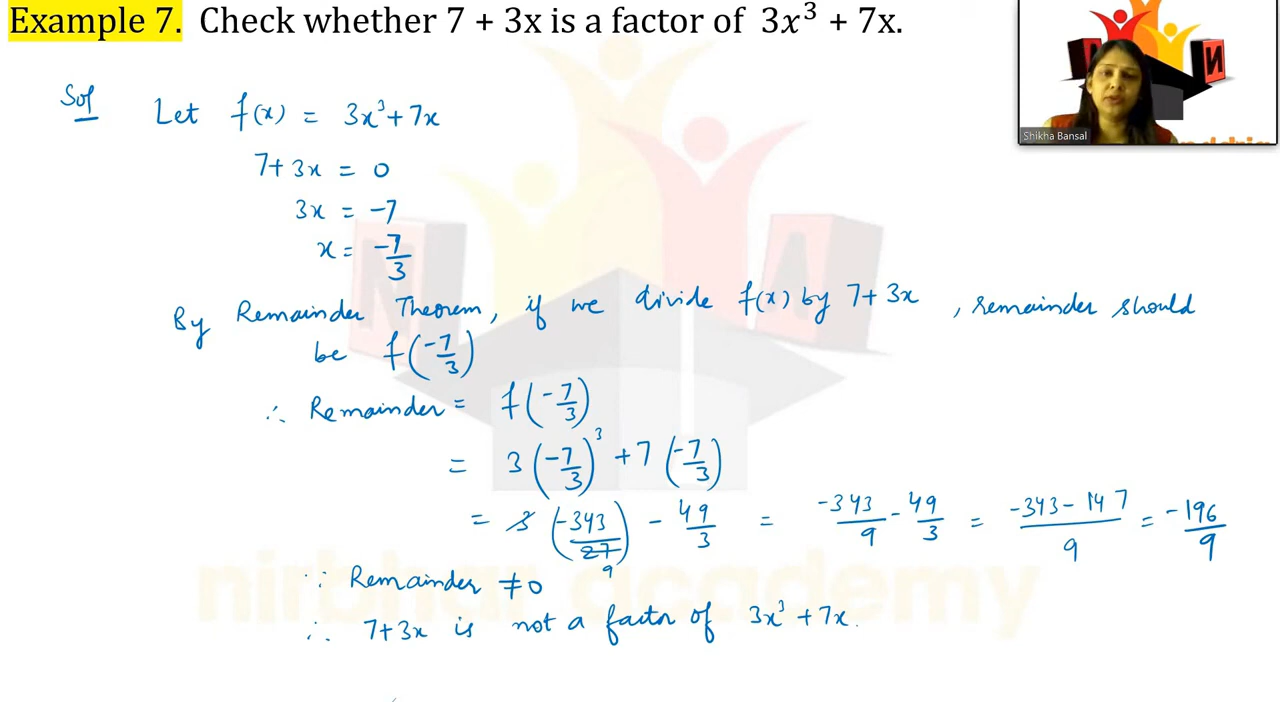 Example 7. Check whether 7 + 3x is a factor of 3x³ + 7x.
Shikha Bansal
Sol Let f(x) = 3x³ + 7x
7 + 3x = 0
3x = -7
x = -7/3
By Remainder Theorem, if we divide f(x) by 7 + 3x , remainder should
be f(-7/3)
∴ Remainder = f(-7/3)
= 3(-7/3)³ + 7(-7/3)
= 3(-343/27) - 49/3 = -343/9 - 49/3 = -343 - 147/9 = -196/9
9
∵ Remainder ≠ 0
∴ 7 + 3x is not a factor of 3x³ + 7x.
nirbhar academy